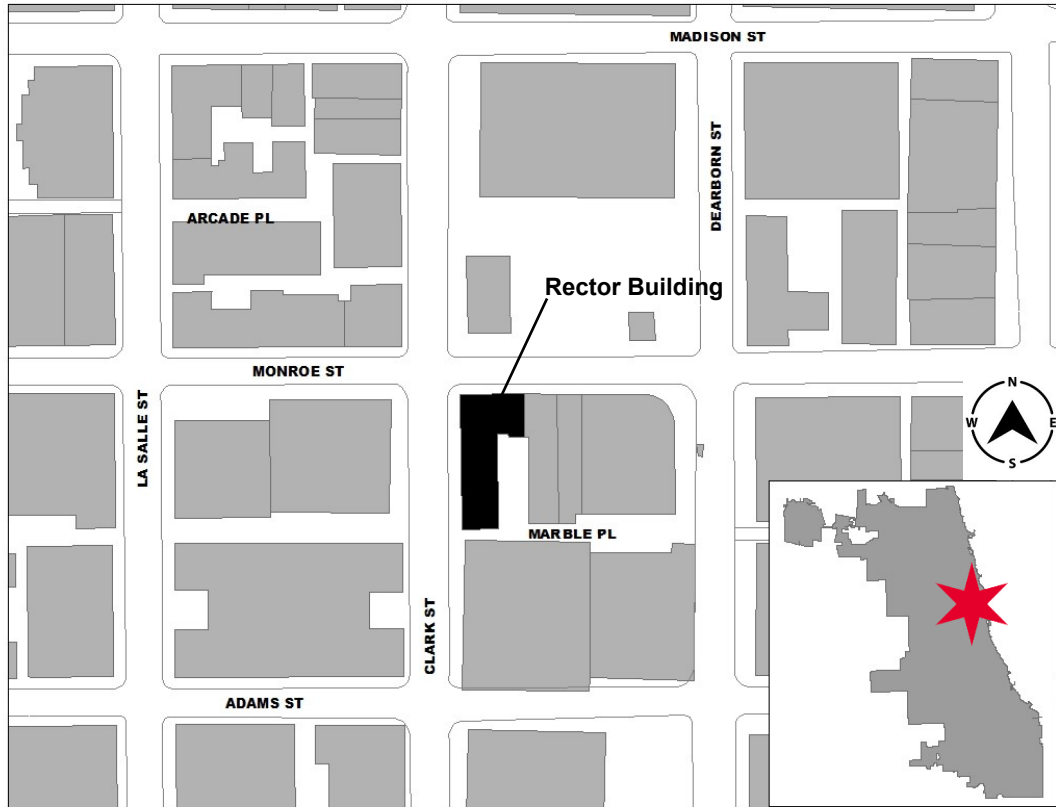 MADISON ST
DEARBORN ST
ARCADE PL
Rector Building
MONROE ST
LA SALLE ST
N
W
E
S
MARBLE PL
CLARK ST
ADAMS ST